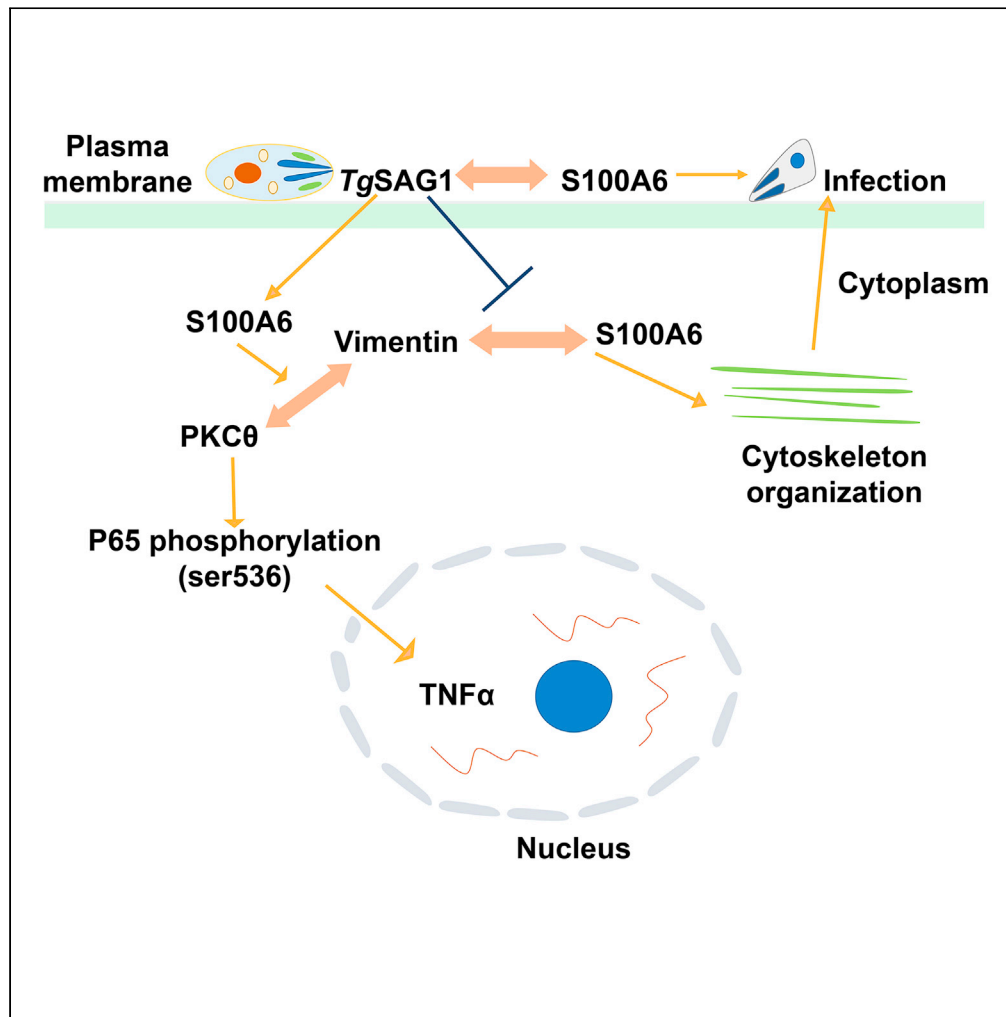 Plasma
membrane
TgSAG1
S100A6
Infection
Cytoplasm
S100A6
Vimentin
S100A6
PKCθ
Cytoskeleton
organization
P65 phosphorylation
(ser536)
TNFα
Nucleus